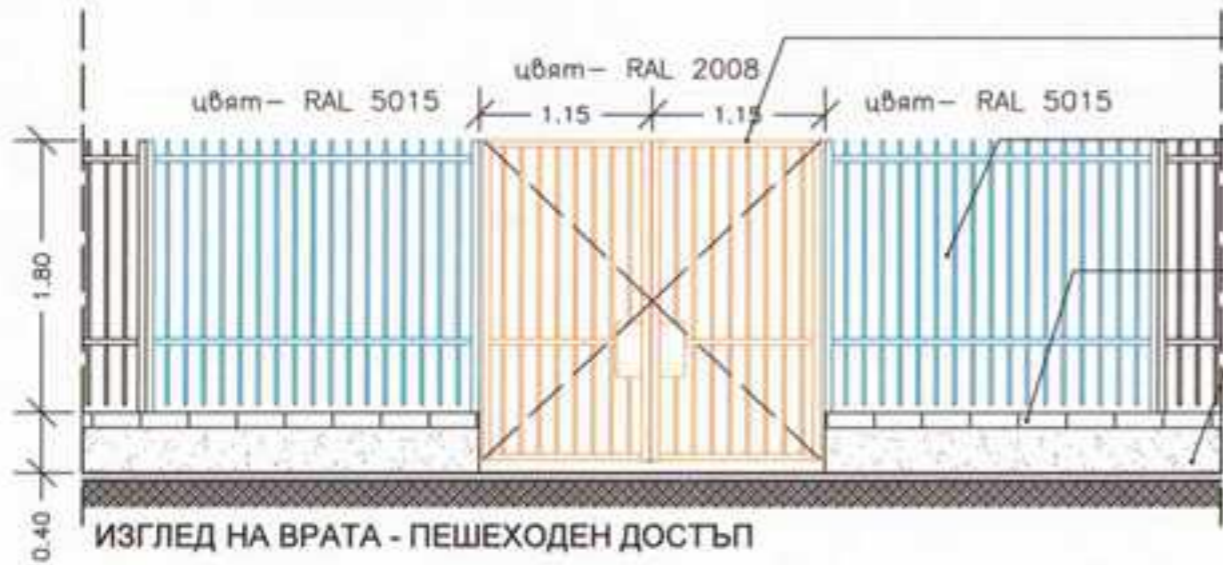 цвят- RAL 2008
цвят- RAL 5015
цвят- RAL 5015
1.15
1.15
1.80
0.40
ИЗГЛЕД НА ВРАТА - ПЕШЕХОДЕН ДОСТЪП